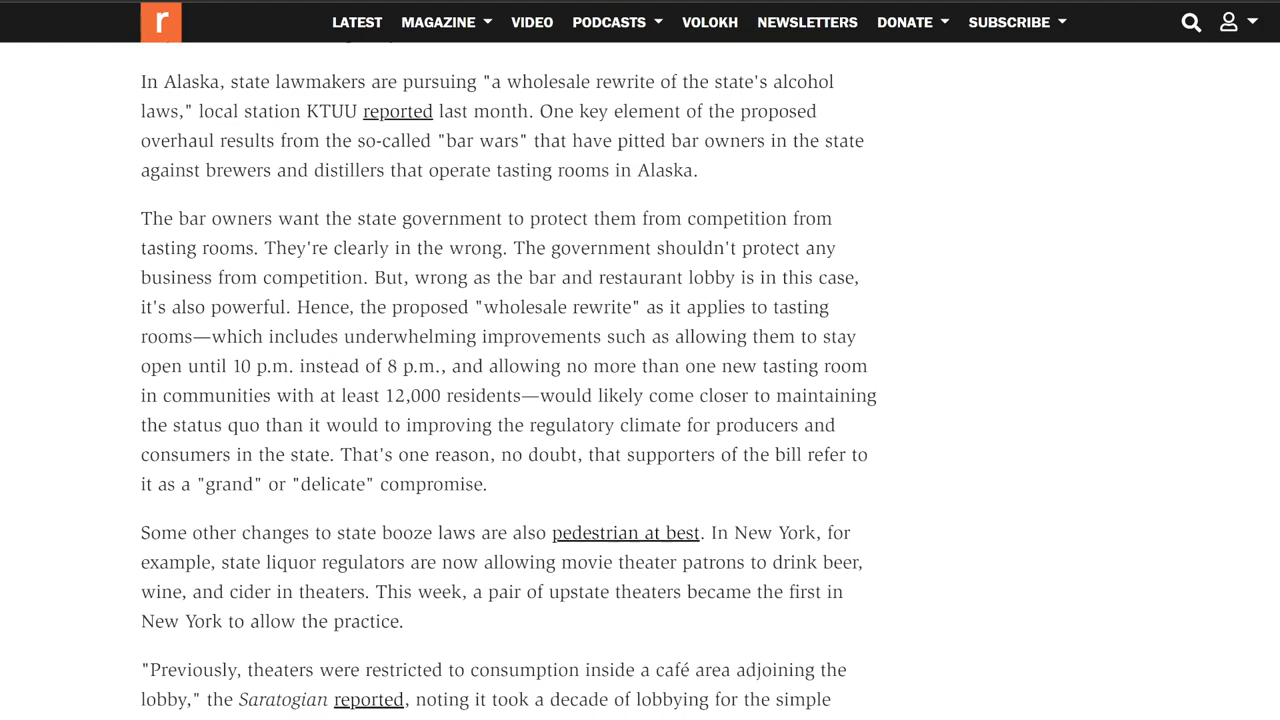 r LATEST MAGAZINE VIDEO PODCASTS VOLOKH NEWSLETTERS DONATE SUBSCRIBE
In Alaska, state lawmakers are pursuing "a wholesale rewrite of the state's alcohol
laws," local station KTUU reported last month. One key element of the proposed
overhaul results from the so-called "bar wars" that have pitted bar owners in the state
against brewers and distillers that operate tasting rooms in Alaska.
The bar owners want the state government to protect them from competition from
tasting rooms. They're clearly in the wrong. The government shouldn't protect any
business from competition. But, wrong as the bar and restaurant lobby is in this case,
it's also powerful. Hence, the proposed "wholesale rewrite" as it applies to tasting
rooms—which includes underwhelming improvements such as allowing them to stay
open until 10 p.m. instead of 8 p.m., and allowing no more than one new tasting room
in communities with at least 12,000 residents—would likely come closer to maintaining
the status quo than it would to improving the regulatory climate for producers and
consumers in the state. That's one reason, no doubt, that supporters of the bill refer to
it as a "grand" or "delicate" compromise.
Some other changes to state booze laws are also pedestrian at best. In New York, for
example, state liquor regulators are now allowing movie theater patrons to drink beer,
wine, and cider in theaters. This week, a pair of upstate theaters became the first in
New York to allow the practice.
"Previously, theaters were restricted to consumption inside a café area adjoining the
lobby," the Saratogian reported, noting it took a decade of lobbying for the simple